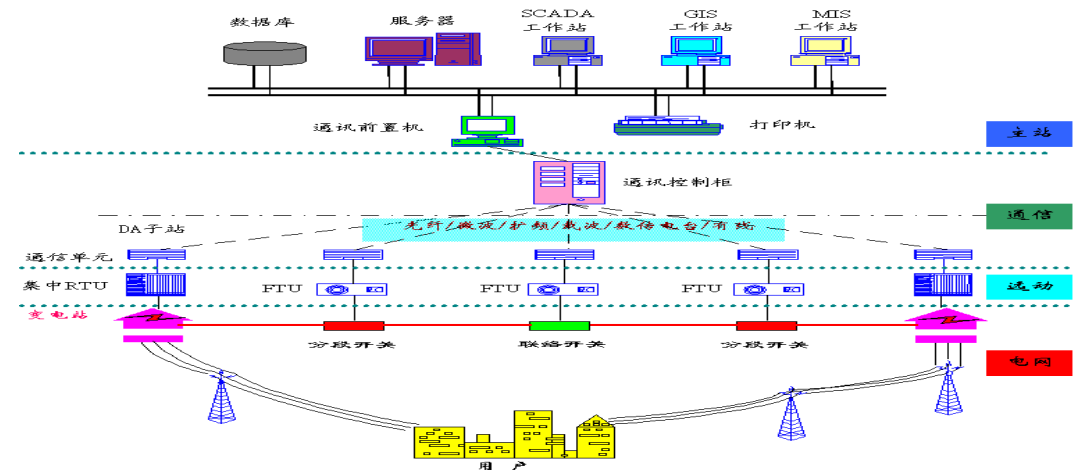 数据库
服务器
SCADA
工作站
GIS
工作站
MIS
工作站
通讯前置机
打印机
主站
通讯控制柜
通信
DA子站
光纤/微波/扩频/载波/数传电台/有线
通信单元
集中RTU
FTU
FTU
FTU
远动
变电站
分段开关
联络开关
分段开关
电网
用户